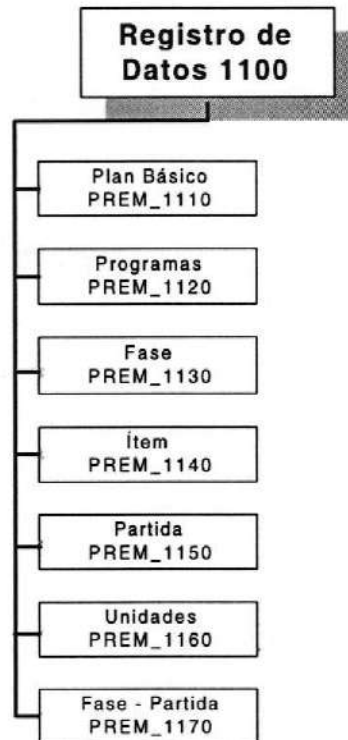 Registro de
Datos 1100
Plan Básico
PREM_1110
Programas
PREM_1120
Fase
PREM_1130
Ítem
PREM_1140
Partida
PREM_1150
Unidades
PREM_1160
Fase - Partida
PREM_1170